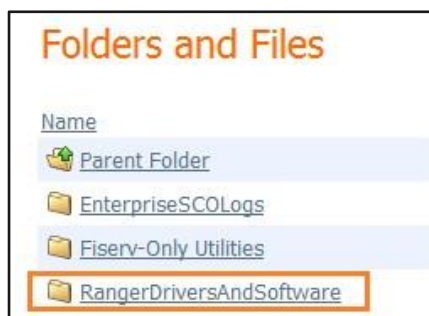 Folders and Files
Name
Parent Folder
EnterpriseSCOLogs
Fiserv-Only Utilities
RangerDriversAndSoftware